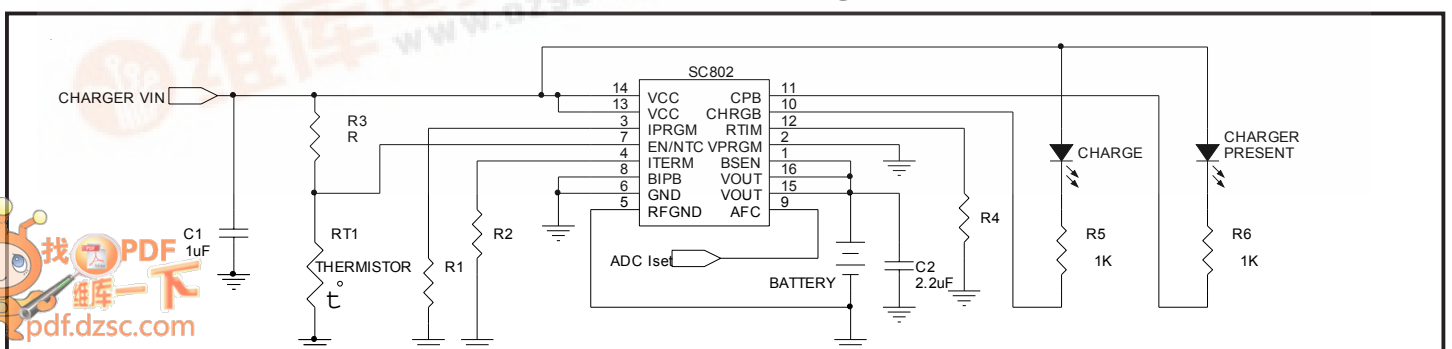 维库
www.dzsc
SC802
CHARGER VIN
14 VCC CPB 11
13 VCC CHRGB 10
3 IPRGM RTIM 12
7 EN/NTC VPRGM 2
4 ITERM BSEN 1
8 BIPB VOUT 16
6 GND VOUT 15
5 RFGND AFC 9
R3
R
CHARGE
CHARGER
PRESENT
C1
1uF
RT1
THERMISTOR
t°
R1
R2
ADC Iset
BATTERY
C2
2.2uF
R4
R5
1K
R6
1K
找PDF
维库一下
pdf.dzsc.com